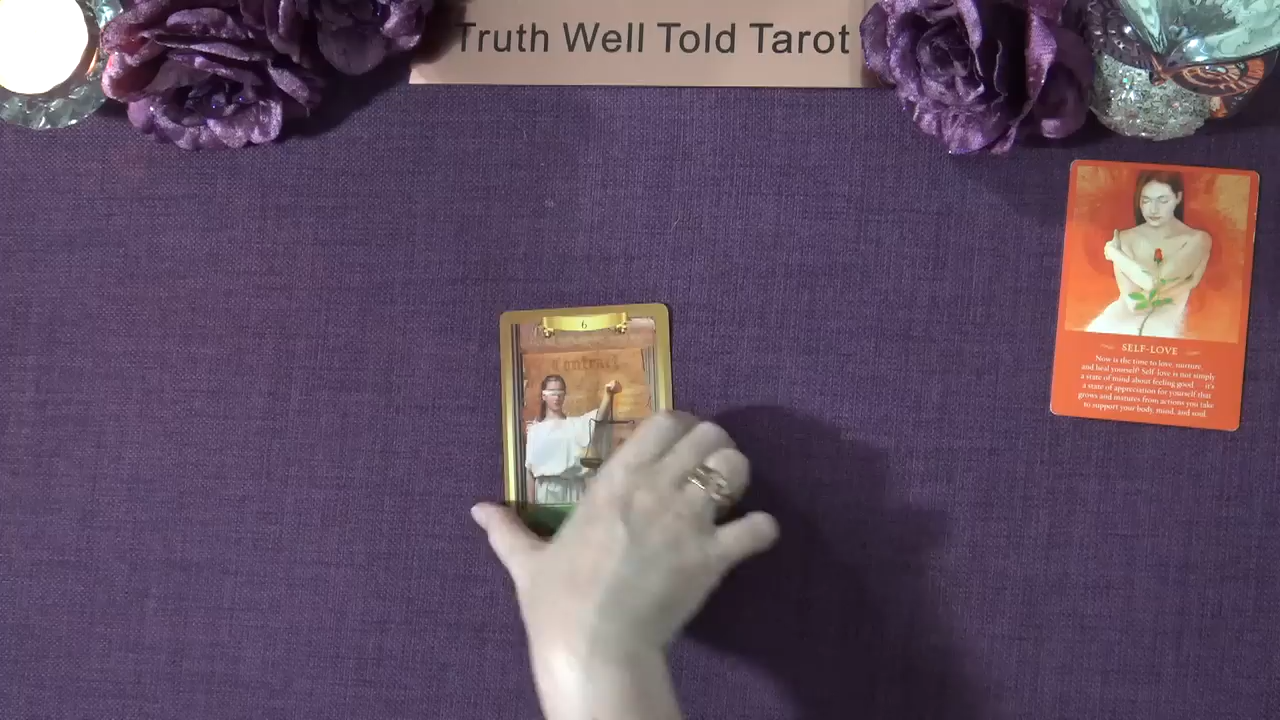 Truth Well Told Tarot
6
Contract
SELF-LOVE
Now is the time to love, nurture,
and heal yourself! Self-love is not simply
a state of mind about feeling good — it's
a state of appreciation for yourself that
grows and matures from actions you take
to support your body, mind, and soul.